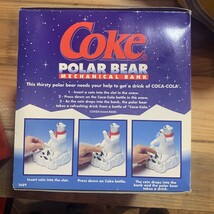 Coke
POLAR BEAR
MECHANICAL BANK
This thirsty polar bear needs your help to get a drink of COCA-COLA.
1 - Insert a coin into the slot in the snow.
2 - Press down on the Coca-Cola bottle in the snow.
3 - As the coin drops into the bank, the polar bear
takes a refreshing drink from a bottle of "Coca-Cola.
Insert coin into the slot.
Press down on Coke bottle.
The coin drops into the
bank and the polar bear
takes a drink.